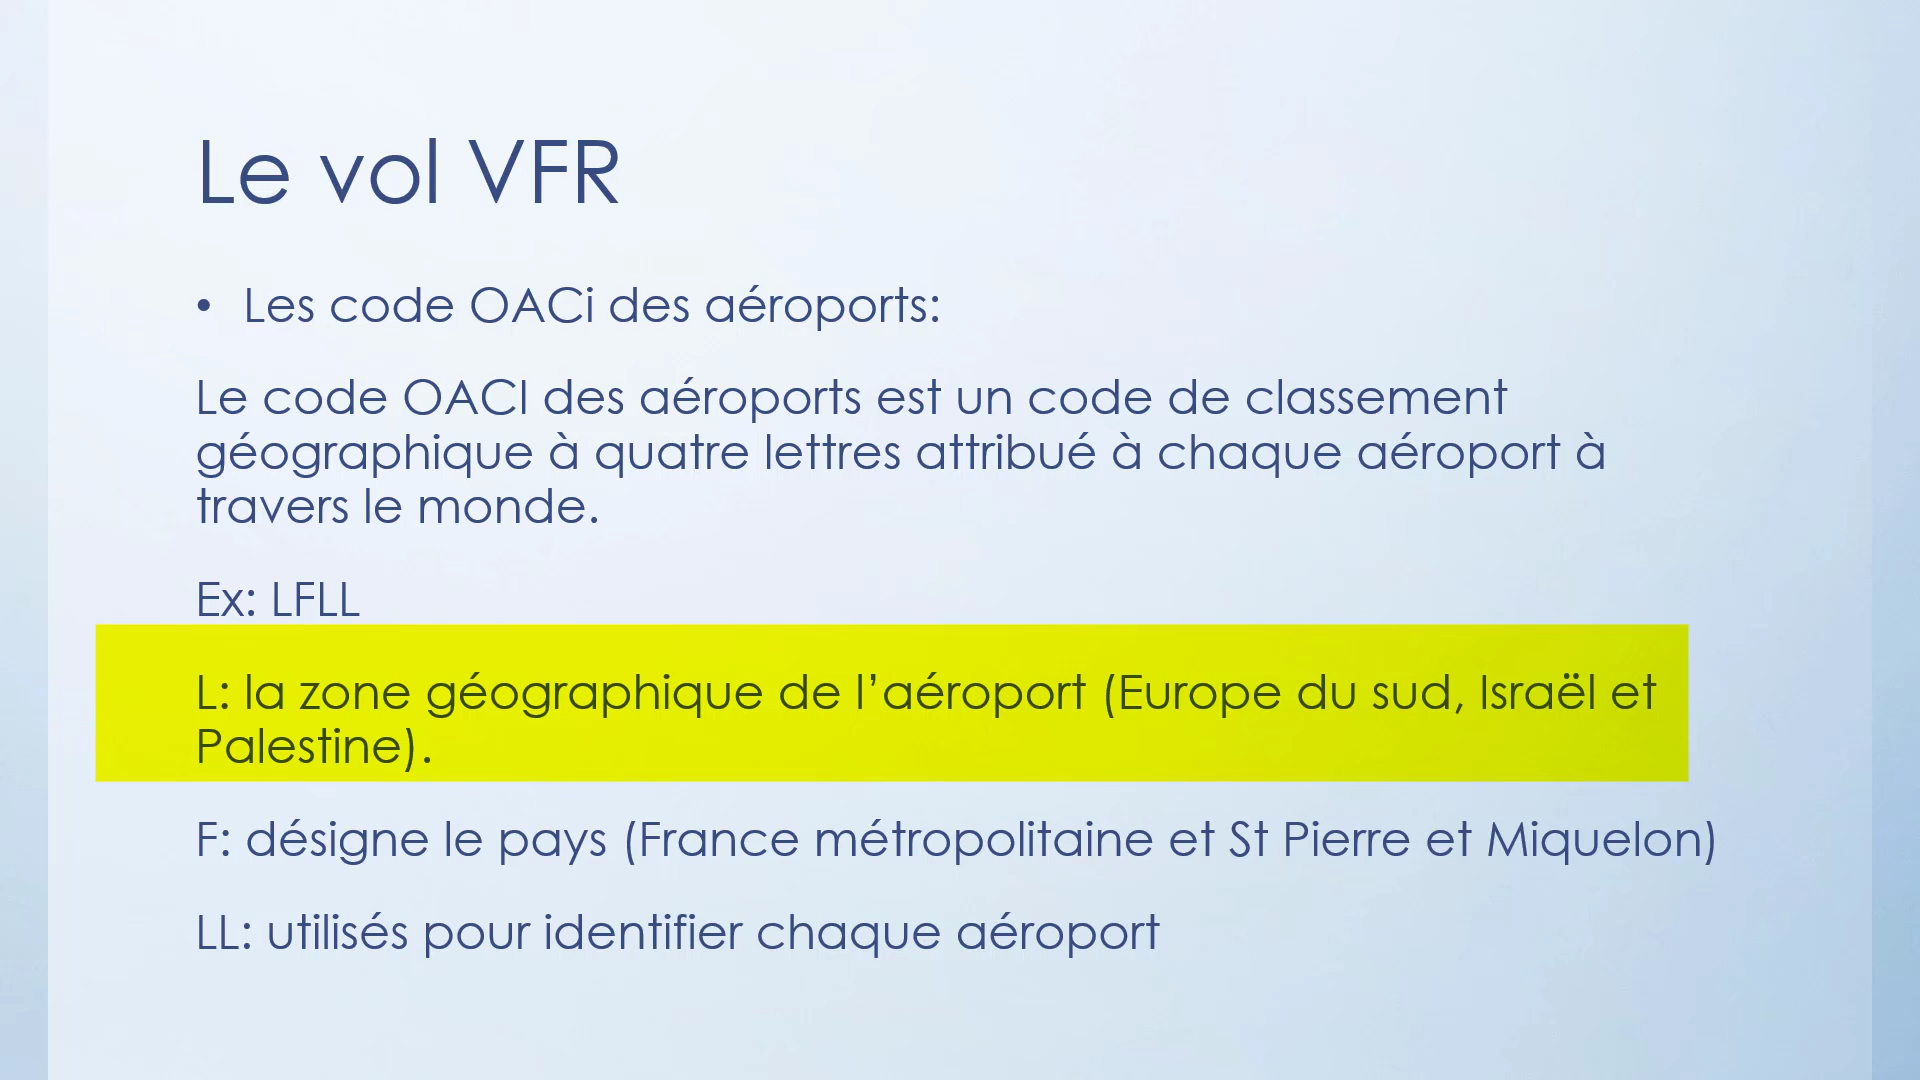 Le vol VFR
• Les code OACi des aéroports:
Le code OACI des aéroports est un code de classement
géographique à quatre lettres attribué à chaque aéroport à
travers le monde.
Ex: LFLL
L: la zone géographique de l’aéroport (Europe du sud, Israël et
Palestine).
F: désigne le pays (France métropolitaine et St Pierre et Miquelon)
LL: utilisés pour identifier chaque aéroport